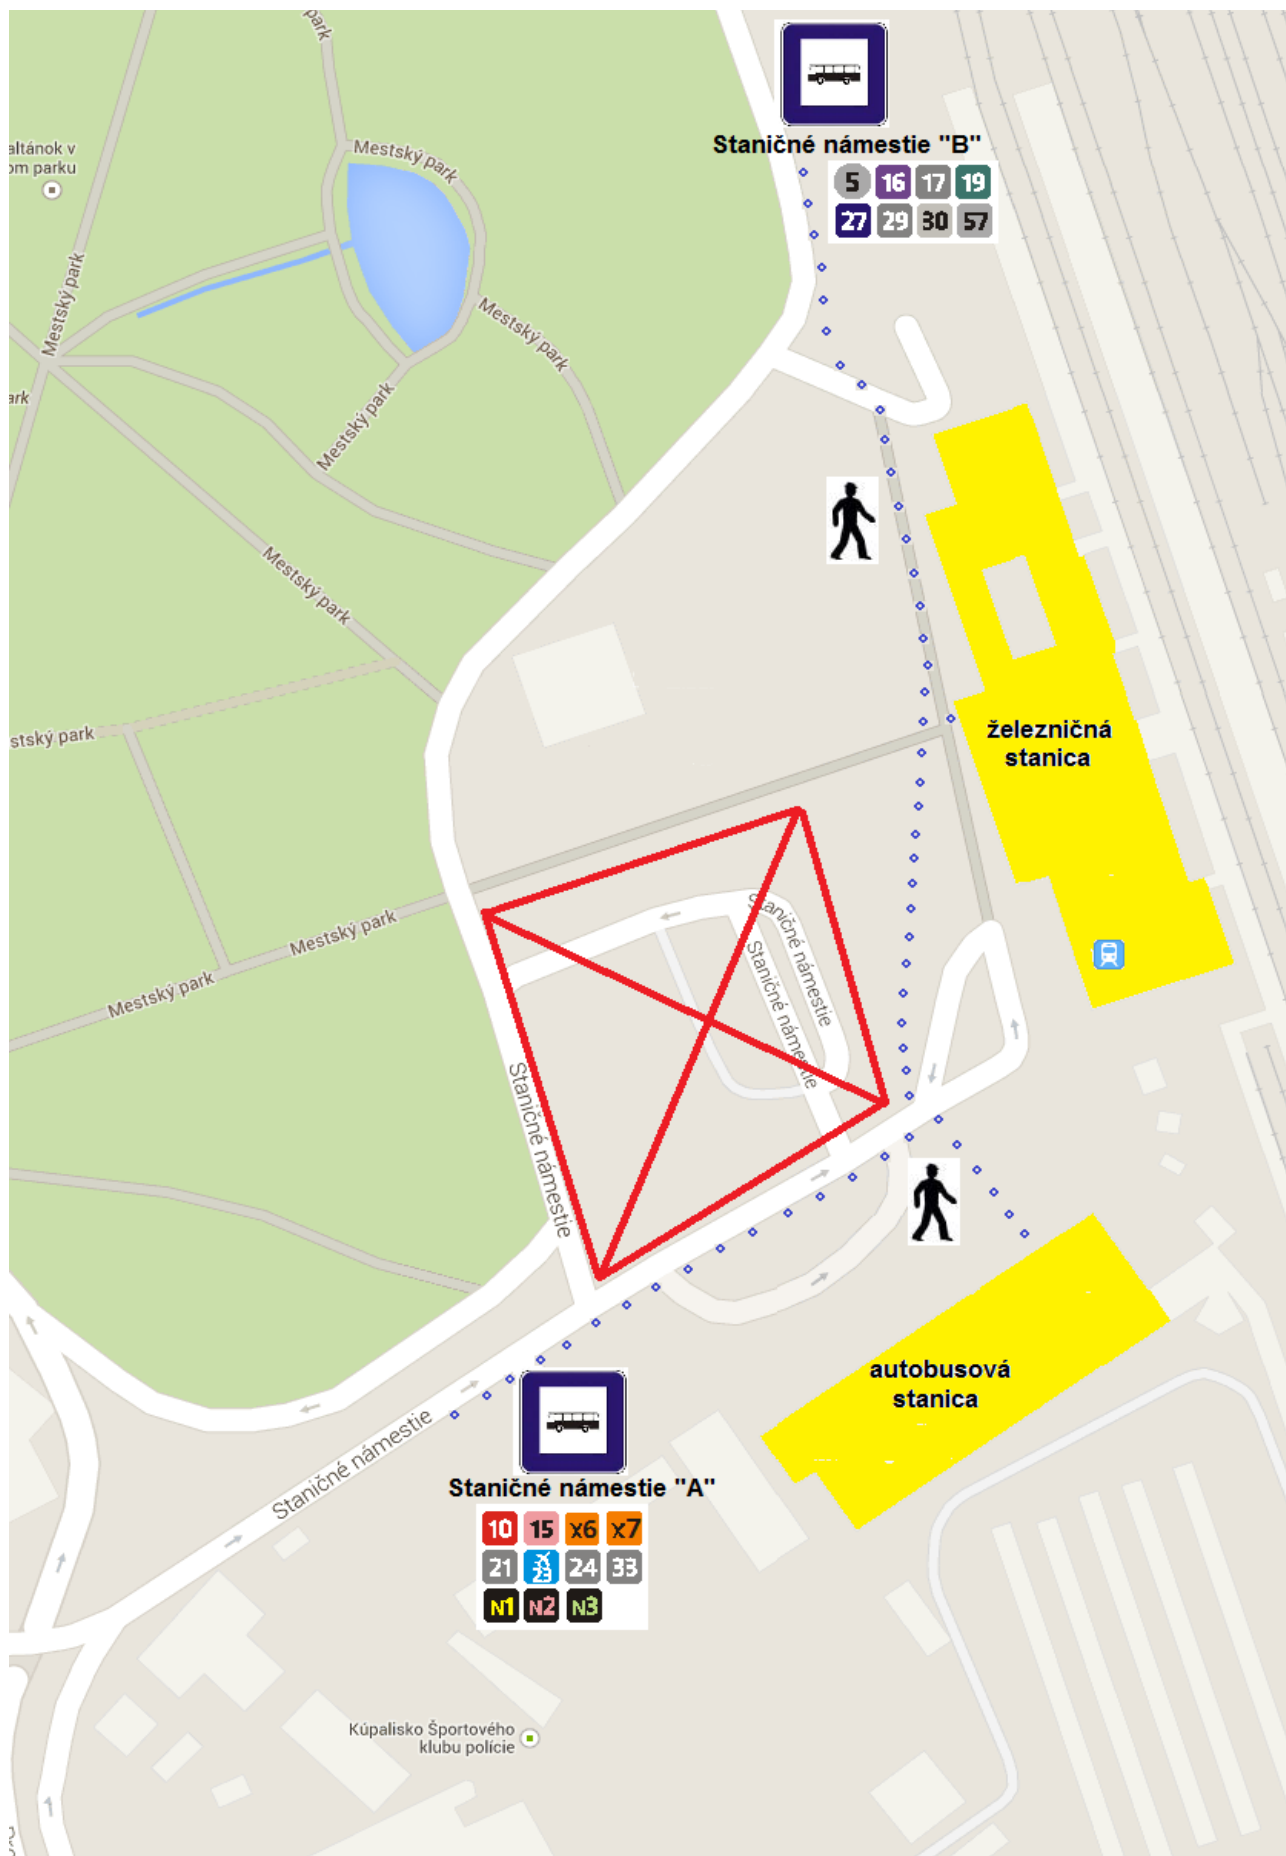 park
Staničné námestie "B"
altánok v
om parku
Mestský park
5 16 17 19
27 29 30 57
Mestský park
Mestský park
ark
Mestský park
Mestský park
stský park
železničná
stanica
Staničné námestie
Mestský park
Staničné námestie
Mestský park
Staničné námestie
autobusová
stanica
Staničné námestie
Staničné námestie "A"
10 15 x6 x7
21 23 24 33
N1 N2 N3
Kúpalisko Športového
klubu polície